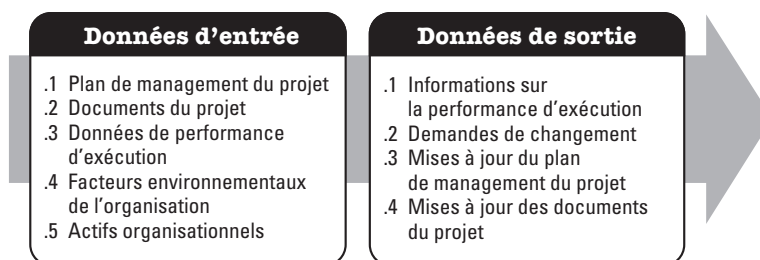 Données d’entrée
.1 Plan de management du projet
.2 Documents du projet
.3 Données de performance
d’exécution
.4 Facteurs environnementaux
de l’organisation
.5 Actifs organisationnels
Données de sortie
.1 Informations sur
la performance d’exécution
.2 Demandes de changement
.3 Mises à jour du plan
de management du projet
.4 Mises à jour des documents
du projet